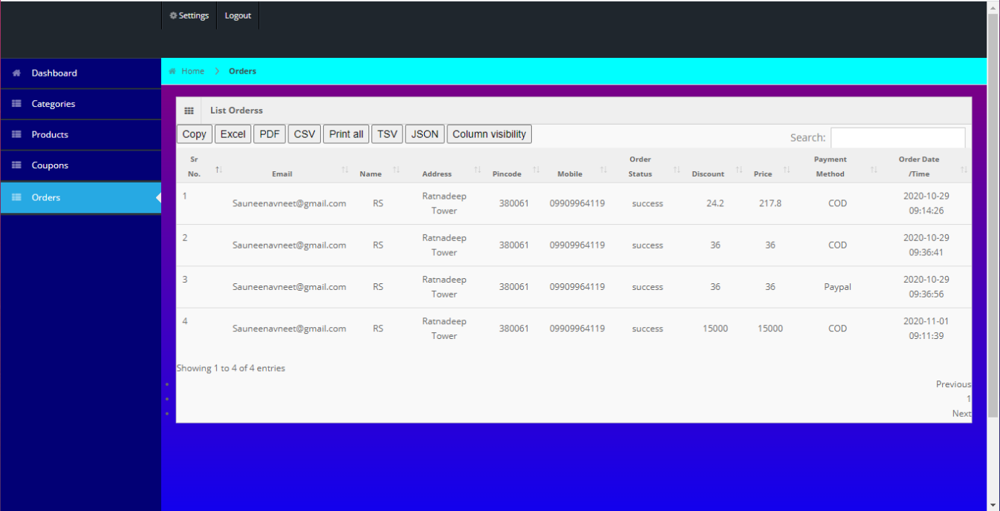 Settings Logout
Dashboard
Categories
Products
Coupons
Orders
Home Orders
List Orderss
Copy Excel PDF CSV Print all TSV JSON Column visibility
Search:
Sr No. Email Name Address Pincode Mobile Order Status Discount Price Payment Method Order Date /Time
1 Sauneenavneet@gmail.com RS Ratnadeep Tower 380061 09909964119 success 24.2 217.8 COD 2020-10-29 09:14:26
2 Sauneenavneet@gmail.com RS Ratnadeep Tower 380061 09909964119 success 36 36 COD 2020-10-29 09:36:41
3 Sauneenavneet@gmail.com RS Ratnadeep Tower 380061 09909964119 success 36 36 Paypal 2020-10-29 09:36:56
4 Sauneenavneet@gmail.com RS Ratnadeep Tower 380061 09909964119 success 15000 15000 COD 2020-11-01 09:11:39
Showing 1 to 4 of 4 entries
Previous
1
Next